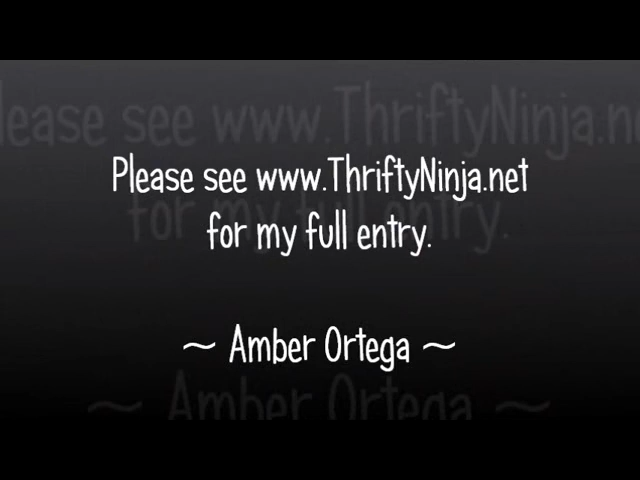 Please see www.ThriftyNinja.net
for my full entry.
~ Amber Ortega ~